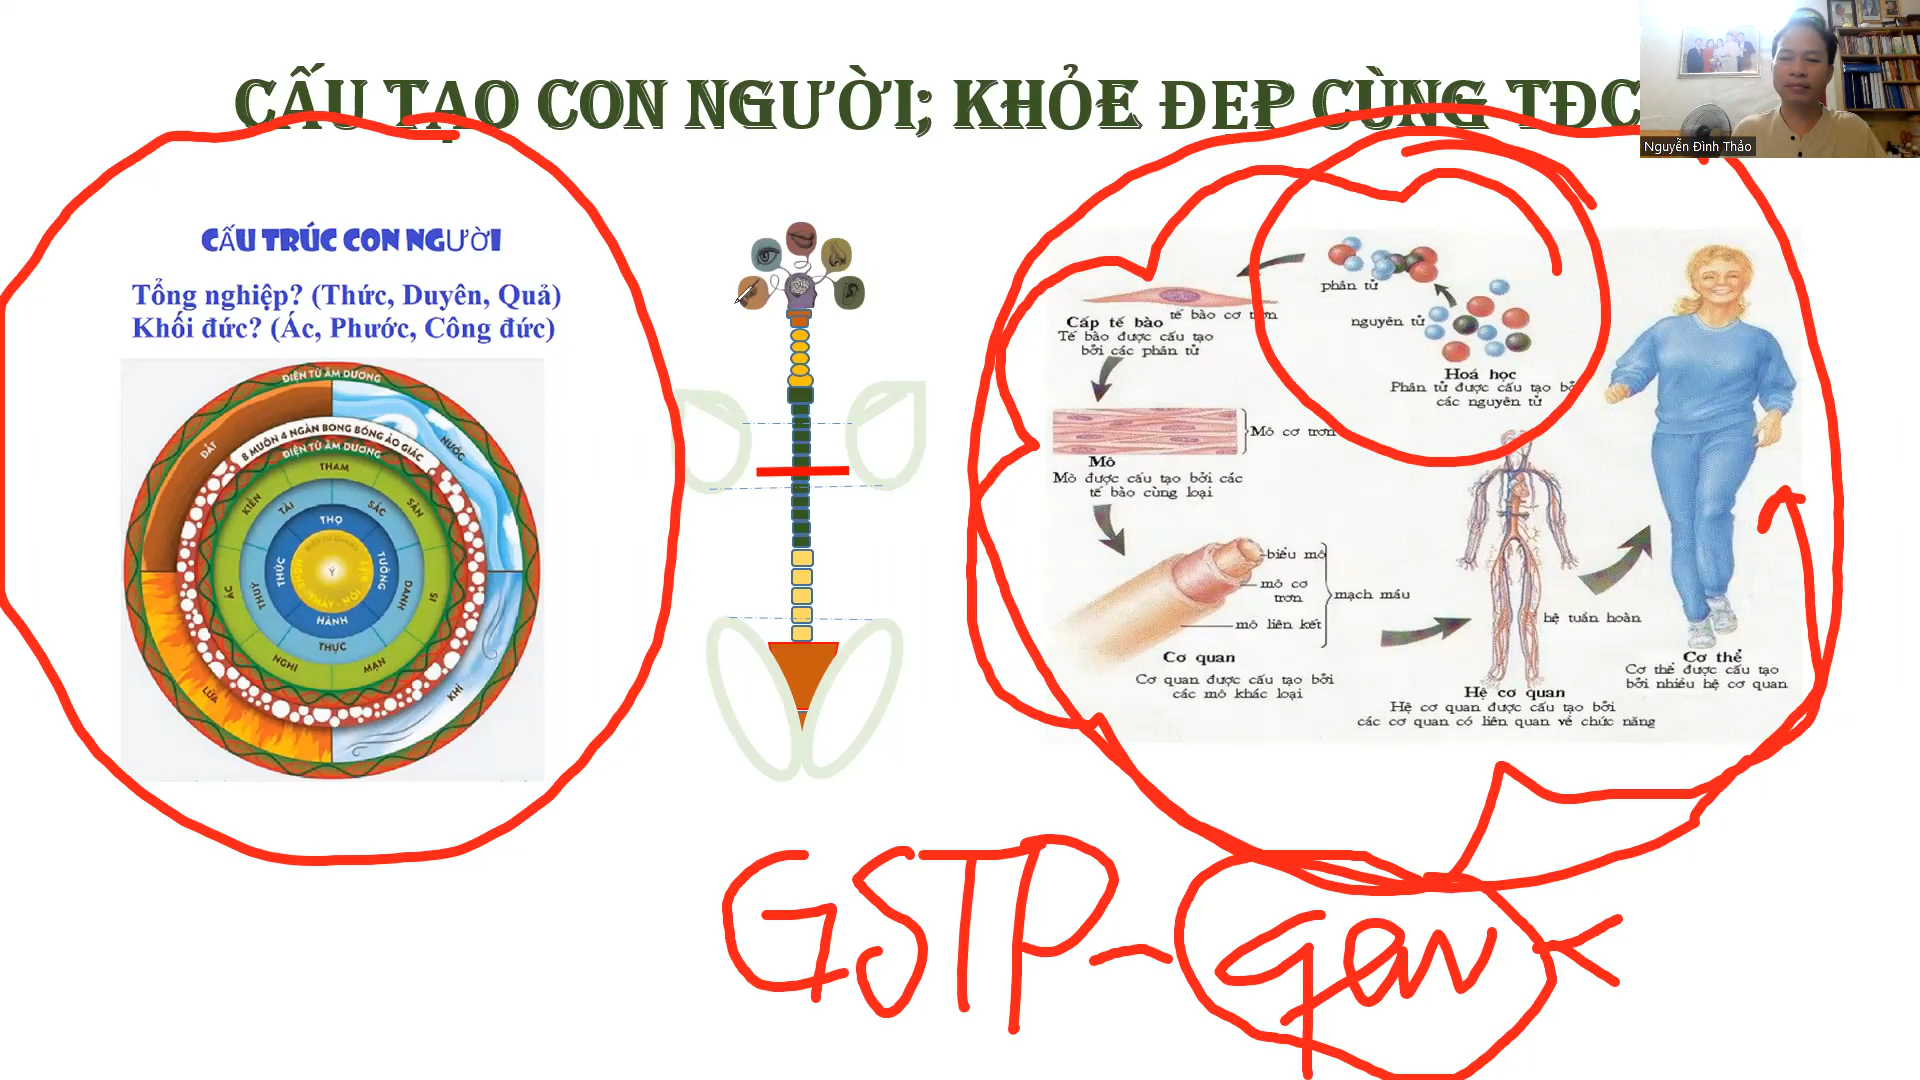 CẤU TẠO CON NGƯỜI; KHỎE ĐẸP CÙNG TĐC
Nguyễn Đình Thảo
CẤU TRÚC CON NGƯỜI
Tổng nghiệp? (Thức, Duyên, Quả)
Khối đức? (Ác, Phước, Công đức)
ĐIỆN TỪ ÂM DƯƠNG
ĐẤT
NƯỚC
8 MUÔN 4 NGÀN BONG BÓNG ẢO GIÁC
ĐIỆN TỪ ÂM DƯƠNG
THAM
KIẾN
SÂN
TÀI
SẮC
THỌ
THỨC
TƯỞNG
Ý
ÁC
THUỲ
DANH
SI
HÀNH
THỰC
NGHI
MẠN
LỬA
KHÍ
phân tử
nguyên tử
Hoá học
Phân tử được cấu tạo
các nguyên tử
tế bào cơ trơn
Cấp tế bào
Tế bào được cấu tạo
bởi các phân tử
Mô cơ trơn
Mô
Mô được cấu tạo bởi các
tế bào cùng loại
biểu mô
mô cơ
trơn
mạch máu
mô liên kết
Cơ quan
Cơ quan được cấu tạo bởi
các mô khác loại
hệ tuần hoàn
Hệ cơ quan
Hệ cơ quan được cấu tạo bởi
các cơ quan có liên quan về chức năng
Cơ thể
Cơ thể được cấu tạo
bởi nhiều hệ cơ quan
GSTP - gen